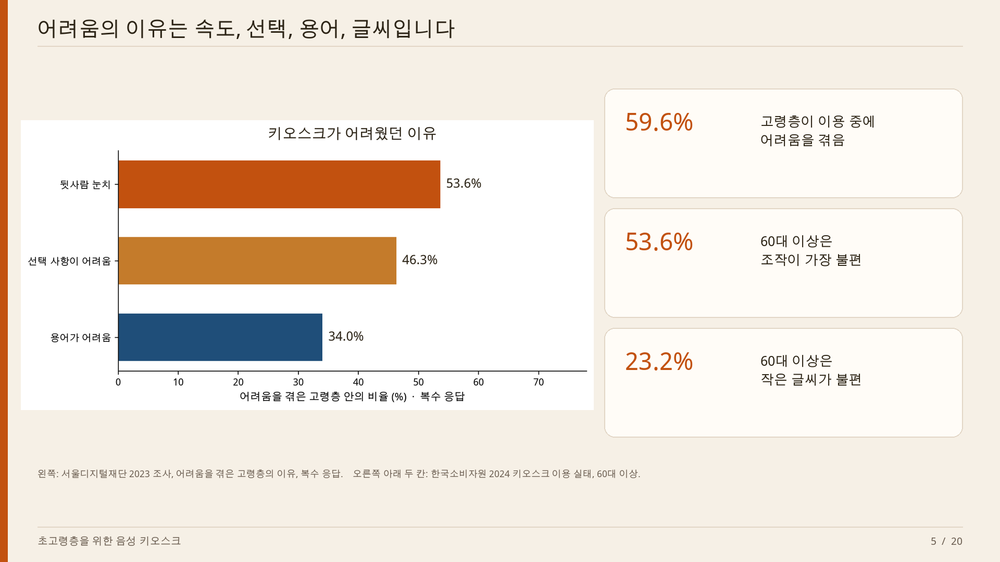 어려움의 이유는 속도, 선택, 용어, 글씨입니다
키오스크가 어려웠던 이유
뒷사람 눈치
53.6%
선택 사항이 어려움
46.3%
용어가 어려움
34.0%
0 10 20 30 40 50 60 70
어려움을 겪은 고령층 안의 비율 (%) · 복수 응답
59.6%
고령층이 이용 중에
어려움을 겪음
53.6%
60대 이상은
조작이 가장 불편
23.2%
60대 이상은
작은 글씨가 불편
왼쪽: 서울디지털재단 2023 조사, 어려움을 겪은 고령층의 이유, 복수 응답. 오른쪽 아래 두 칸: 한국소비자원 2024 키오스크 이용 실태, 60대 이상.
초고령층을 위한 음성 키오스크
5 / 20